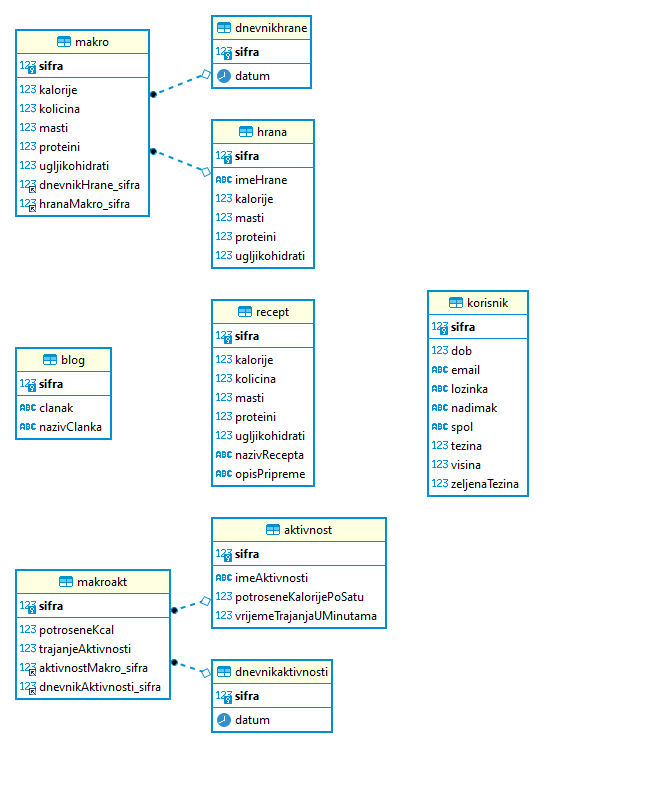 makro
123 sifra
123 kalorije
123 kolicina
123 masti
123 proteini
123 ugljikohidrati
123 dnevnikHrane_sifra
123 hranaMakro_sifra
dnevnikhrane
123 sifra
datum
hrana
123 sifra
ABC imeHrane
123 kalorije
123 masti
123 proteini
123 ugljikohidrati
recept
123 sifra
123 kalorije
123 kolicina
123 masti
123 proteini
123 ugljikohidrati
ABC nazivRecepta
ABC opisPripreme
korisnik
123 sifra
123 dob
ABC email
ABC lozinka
ABC nadimak
ABC spol
123 tezina
123 visina
123 zeljenaTezina
blog
123 sifra
ABC clanak
ABC nazivClanka
aktivnost
123 sifra
ABC imeAktivnosti
123 potroseneKalorijePoSatu
123 vrijemeTrajanjaUMinutama
makroakt
123 sifra
123 potroseneKcal
123 trajanjeAktivnosti
123 aktivnostMakro_sifra
123 dnevnikAktivnosti_sifra
dnevnikaktivnosti
123 sifra
datum